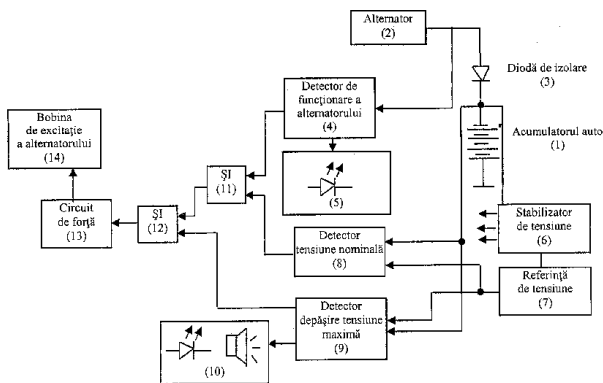 Alternator
(2)
Diodă de izolare
(3)
Detector de
funcționare a
alternatorului
(4)
Bobina
de excitație
a alternatorului
(14)
Acumulatorul auto
(1)
(5)
ȘI
(11)
ȘI
(12)
Circuit
de forță
(13)
Stabilizator
de tensiune
(6)
Detector
tensiune nominală
(8)
Referință
de tensiune
(7)
Detector
depășire tensiune
maximă
(9)
(10)